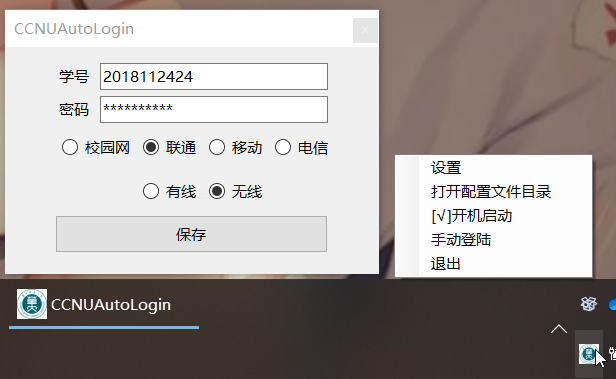 CCNUAutoLogin
学号 2018112424
密码 **********
校园网 联通 移动 电信
有线 无线
保存
设置
打开配置文件目录
[√]开机启动
手动登陆
退出
CCNUAutoLogin